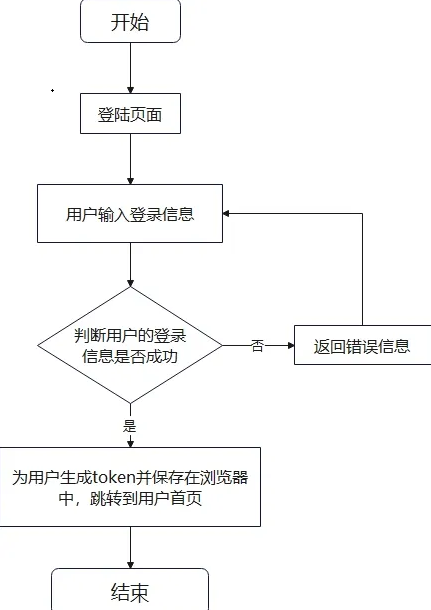 开始
登陆页面
用户输入登录信息
判断用户的登录
信息是否成功
否
返回错误信息
是
为用户生成token并保存在浏览器
中，跳转到用户首页
结束